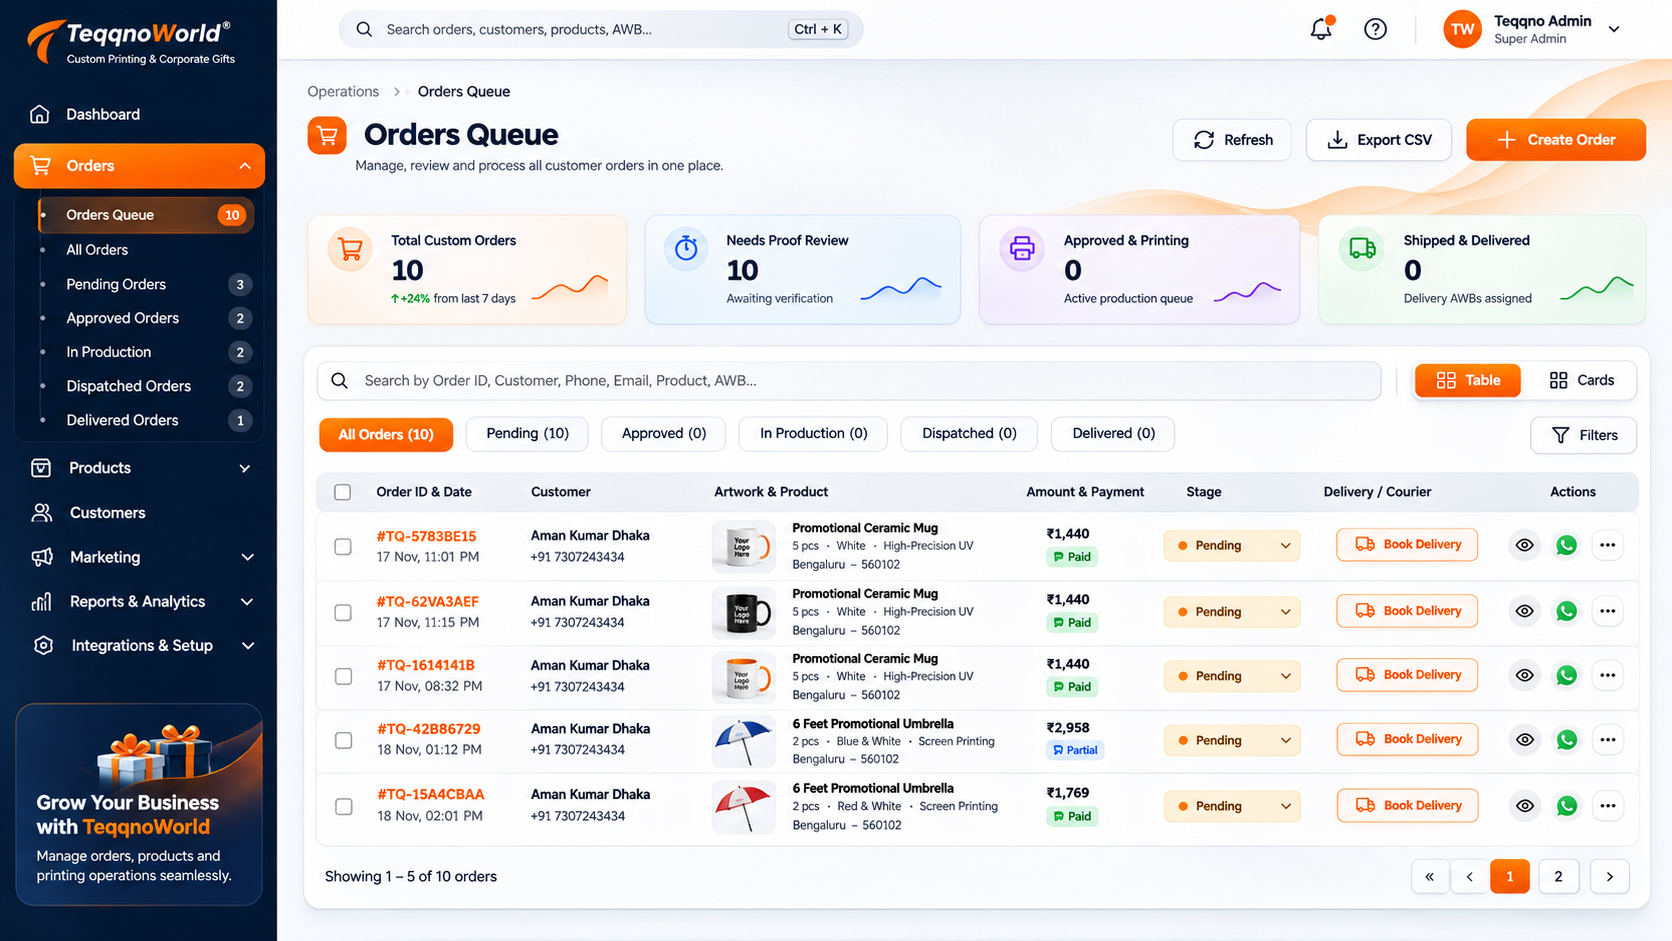 TeqqnoWorld®
Custom Printing & Corporate Gifts
Dashboard
Orders
Orders Queue 10
All Orders
Pending Orders 3
Approved Orders 2
In Production 2
Dispatched Orders 2
Delivered Orders 1
Products
Customers
Marketing
Reports & Analytics
Integrations & Setup
Grow Your Business
with TeqqnoWorld
Manage orders, products and
printing operations seamlessly.
Search orders, customers, products, AWB... Ctrl + K
TW
Teqqno Admin
Super Admin
Operations > Orders Queue
Orders Queue
Manage, review and process all customer orders in one place.
Refresh
Export CSV
+ Create Order
Total Custom Orders
10
↑+24% from last 7 days
Needs Proof Review
10
Awaiting verification
Approved & Printing
0
Active production queue
Shipped & Delivered
0
Delivery AWBs assigned
Search by Order ID, Customer, Phone, Email, Product, AWB...
Table
Cards
All Orders (10) Pending (10) Approved (0) In Production (0) Dispatched (0) Delivered (0)
Filters
Order ID & Date Customer Artwork & Product Amount & Payment Stage Delivery / Courier Actions
#TQ-5783BE15
17 Nov, 11:01 PM
Aman Kumar Dhaka
+91 7307243434
Your
Logo
Here
Promotional Ceramic Mug
5 pcs · White · High-Precision UV
Bengaluru – 560102
₹1,440
Paid
Pending
Book Delivery
#TQ-62VA3AEF
17 Nov, 11:15 PM
Aman Kumar Dhaka
+91 7307243434
Your
Logo
Here
Promotional Ceramic Mug
5 pcs · White · High-Precision UV
Bengaluru – 560102
₹1,440
Paid
Pending
Book Delivery
#TQ-1614141B
17 Nov, 08:32 PM
Aman Kumar Dhaka
+91 7307243434
Your
Logo
Here
Promotional Ceramic Mug
5 pcs · White · High-Precision UV
Bengaluru – 560102
₹1,440
Paid
Pending
Book Delivery
#TQ-42B86729
18 Nov, 01:12 PM
Aman Kumar Dhaka
+91 7307243434
6 Feet Promotional Umbrella
2 pcs · Blue & White · Screen Printing
Bengaluru – 560102
₹2,958
Partial
Pending
Book Delivery
#TQ-15A4CBAA
18 Nov, 02:01 PM
Aman Kumar Dhaka
+91 7307243434
6 Feet Promotional Umbrella
2 pcs · Red & White · Screen Printing
Bengaluru – 560102
₹1,769
Paid
Pending
Book Delivery
Showing 1 – 5 of 10 orders
« ‹ 1 2 ›